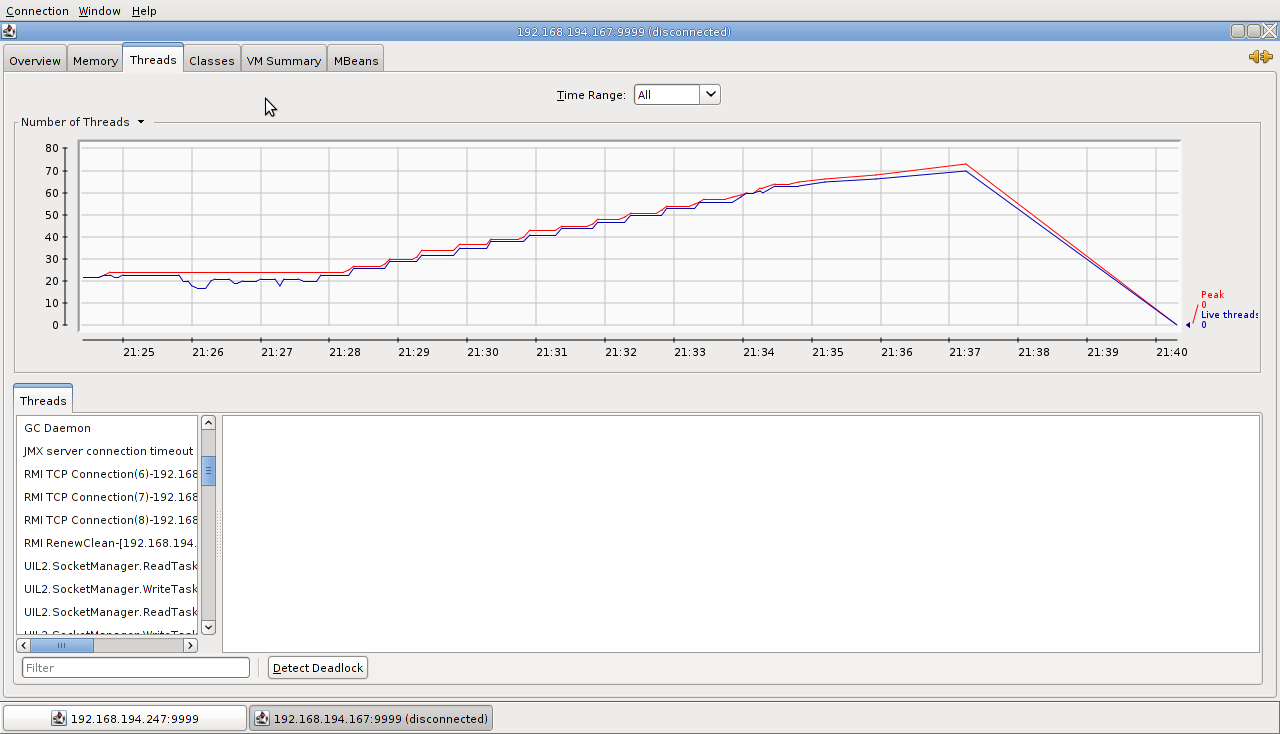 Connection Window Help
192.168.194.167:9999 (disconnected)
Overview Memory Threads Classes VM Summary MBeans
Time Range: All
Number of Threads
80
70
60
50
40
30
20
10
0
Peak
0
Live threads
0
21:25 21:26 21:27 21:28 21:29 21:30 21:31 21:32 21:33 21:34 21:35 21:36 21:37 21:38 21:39 21:40
Threads
GC Daemon
JMX server connection timeout
RMI TCP Connection(6)-192.168
RMI TCP Connection(7)-192.168
RMI TCP Connection(8)-192.168
RMI RenewClean-[192.168.194.
UIL2.SocketManager.ReadTask
UIL2.SocketManager.WriteTask
UIL2.SocketManager.ReadTask
UIL2.SocketManager.WriteTask
Filter Detect Deadlock
192.168.194.247:9999 192.168.194.167:9999 (disconnected)